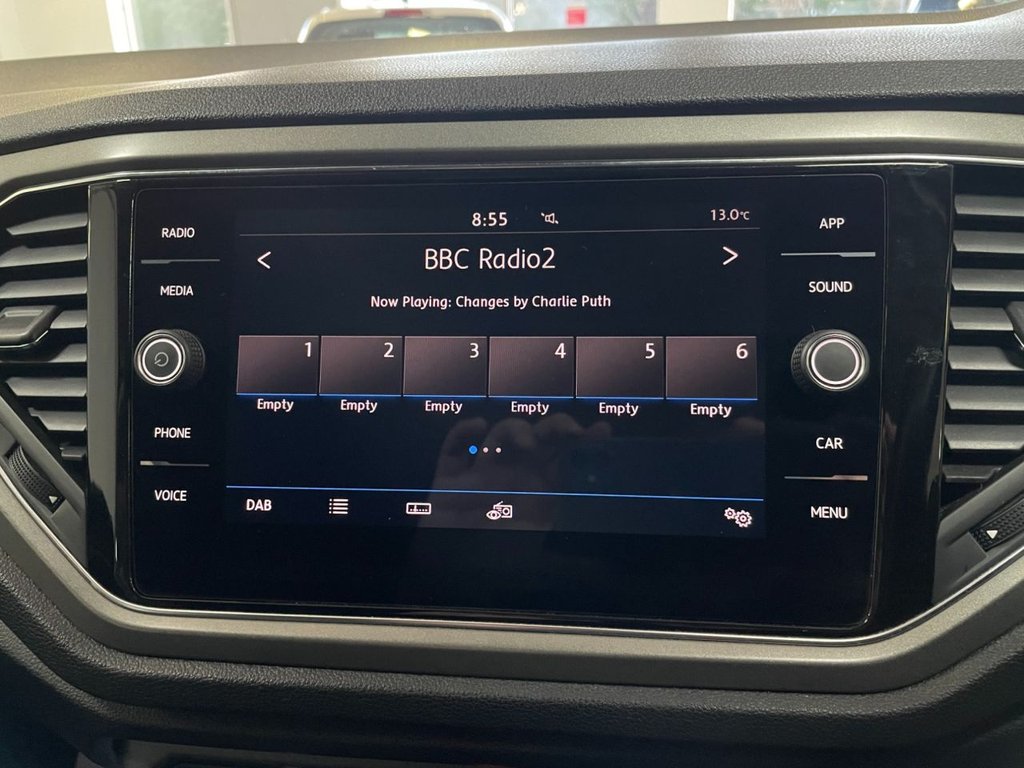 8:55 13.0°C
RADIO
APP
< BBC Radio2 >
MEDIA
SOUND
Now Playing: Changes by Charlie Puth
1 2 3 4 5 6
Empty Empty Empty Empty Empty Empty
PHONE
CAR
VOICE
DAB
MENU